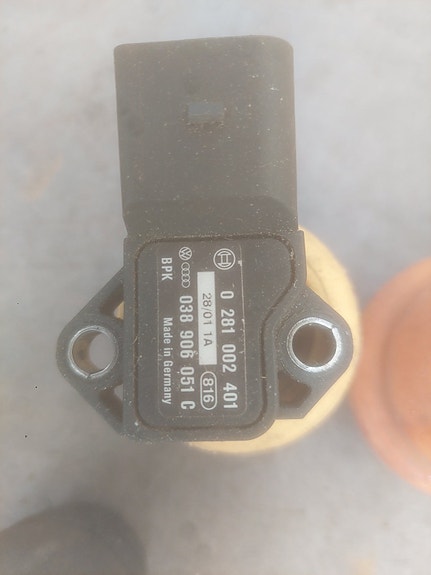 0 281 002 401
28/01 1A 816
038 906 051 C
BPK Made in Germany